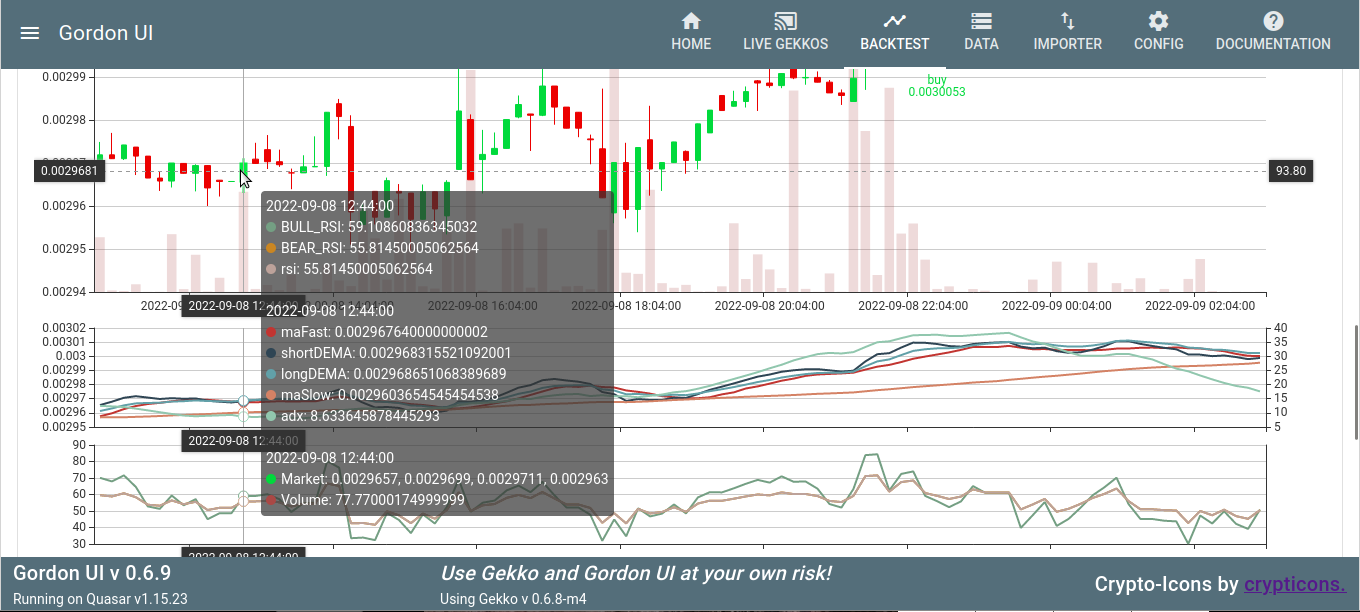 Gordon UI
HOME
LIVE GEKKOS
BACKTEST
DATA
IMPORTER
CONFIG
DOCUMENTATION
0.00299
0.00298
0.0029681
0.00296
0.00295
0.00294
buy
0.0030053
93.80
2022-09-08 12:44:00
BULL_RSI: 59.10860836345032
BEAR_RSI: 55.81450005062564
rsi: 55.81450005062564
2022-09-08 12:44:00
2022-09-08 14:04:00
2022-09-08 16:04:00
2022-09-08 18:04:00
2022-09-08 20:04:00
2022-09-08 22:04:00
2022-09-09 00:04:00
2022-09-09 02:04:00
2022-09-08 12:44:00
maFast: 0.002967640000000002
shortDEMA: 0.002968315521092001
longDEMA: 0.002968651068389689
maSlow: 0.0029603654545454538
adx: 8.633645878445293
0.00302
0.00301
0.003
0.00299
0.00298
0.00297
0.00296
0.00295
40
35
30
25
20
15
10
5
2022-09-08 12:44:00
2022-09-08 12:44:00
Market: 0.0029657, 0.0029699, 0.0029711, 0.002963
Volume: 77.77000174999999
90
80
70
60
50
40
30
2022-09-08 12:44:00
Gordon UI v 0.6.9
Running on Quasar v1.15.23
Use Gekko and Gordon UI at your own risk!
Using Gekko v 0.6.8-m4
Crypto-Icons by crypticons.